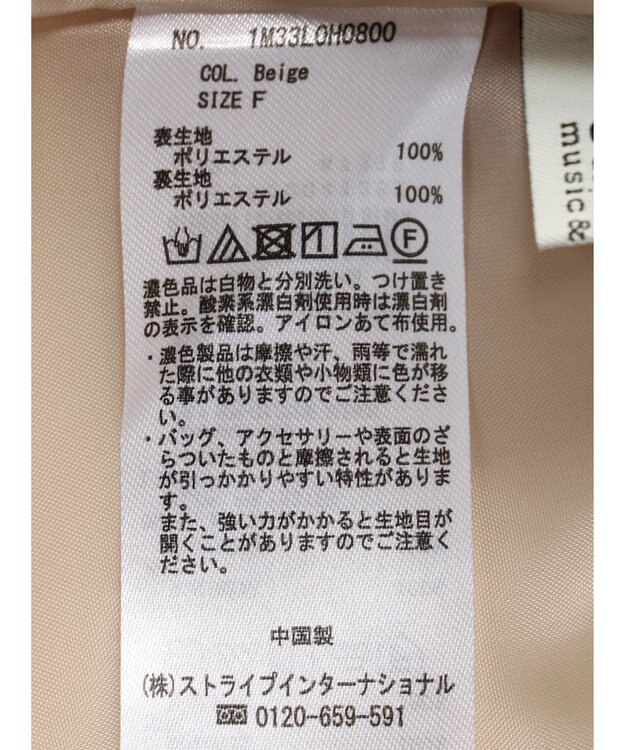 NO. 1M33L0H0800
COL. Beige
SIZE F
表生地
ポリエステル 100%
裏生地
ポリエステル 100%
F
濃色品は白物と分別洗い。つけ置き
禁止。酸素系漂白剤使用時は漂白剤
の表示を確認。アイロンあて布使用。
・濃色製品は摩擦や汗、雨等で濡れ
た際に他の衣類や小物類に色が移
る事がありますのでご注意くださ
い。
・バッグ、アクセサリーや表面のざ
らついたものと摩擦されると生地
が引っかかりやすい特性がありま
す。
また、強い力がかかると生地目が
開くことがありますのでご注意く
ださい。
中国製
(株)ストライプインターナショナル
0120-659-591
music &